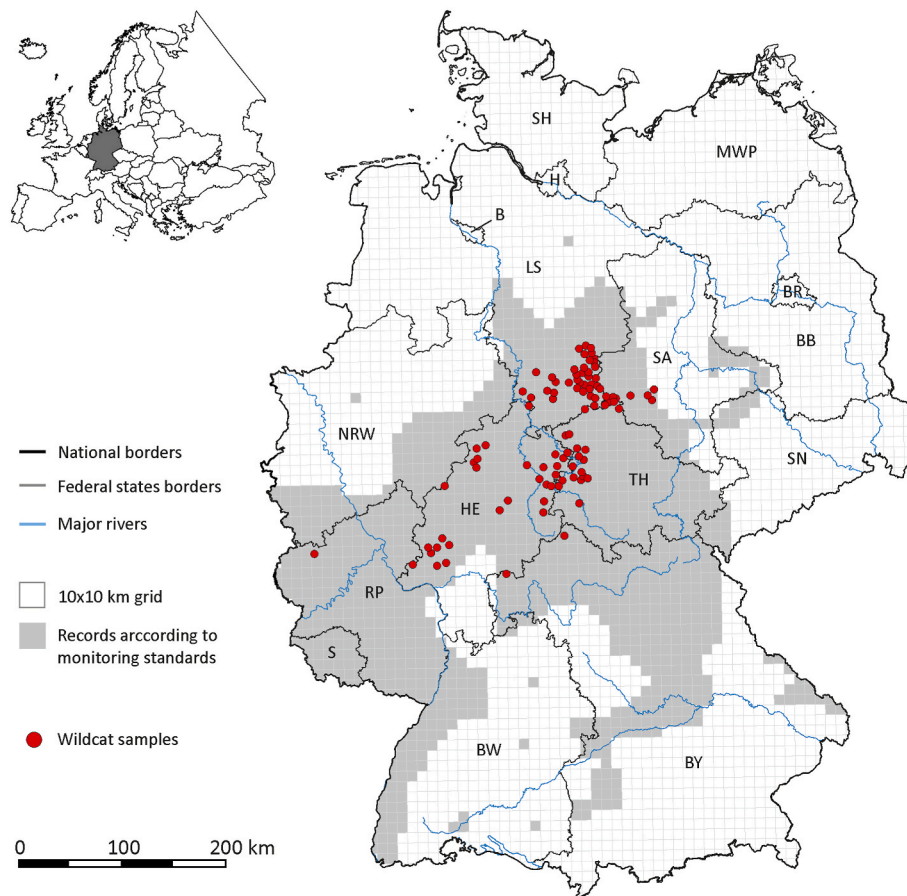 SH
MWP
H
B
LS
BR
BB
SA
NRW
SN
TH
HE
RP
S
BW
BY
National borders
Federal states borders
Major rivers
10x10 km grid
Records arccording to
monitoring standards
Wildcat samples
0 100 200 km